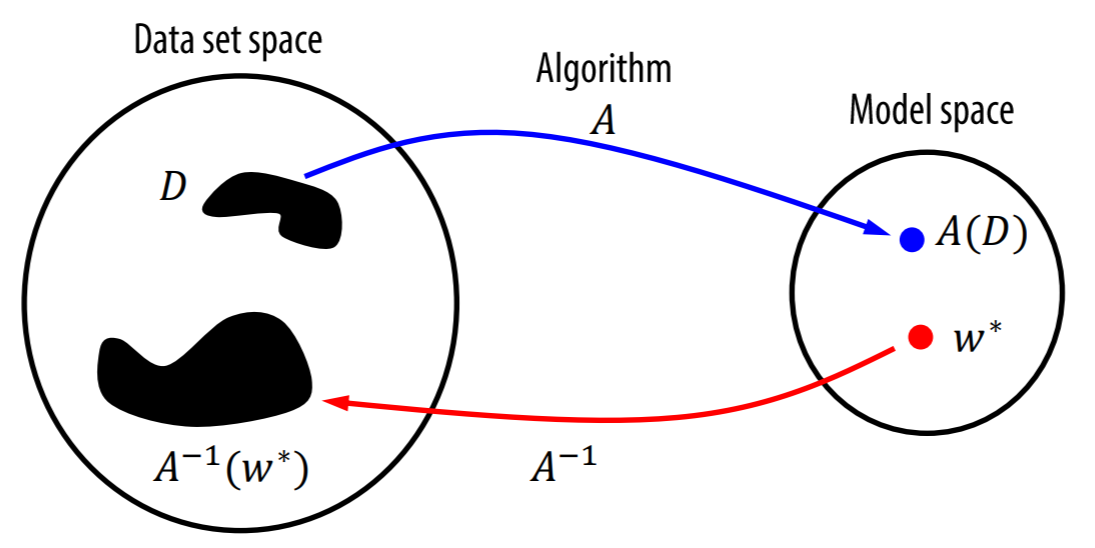 Data set space
Algorithm
A
Model space
D
A(D)
w*
A⁻¹(w*)
A⁻¹